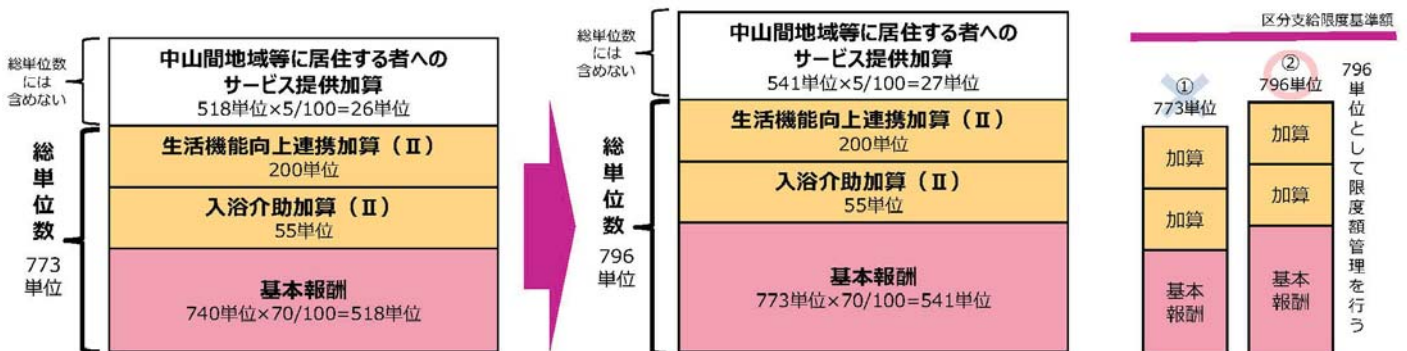 総単位数
には
含めない
中山間地域等に居住する者への
サービス提供加算
518単位×5/100=26単位
総単位数
773
単位
生活機能向上連携加算（Ⅱ）
200単位
入浴介助加算（Ⅱ）
55単位
基本報酬
740単位×70/100=518単位
総単位数
には
含めない
中山間地域等に居住する者への
サービス提供加算
541単位×5/100=27単位
総単位数
796
単位
生活機能向上連携加算（Ⅱ）
200単位
入浴介助加算（Ⅱ）
55単位
基本報酬
773単位×70/100=541単位
区分支給限度基準額
①
773単位
加算
加算
基本
報酬
②
796単位
加算
加算
基本
報酬
796単位として限度額管理を行う